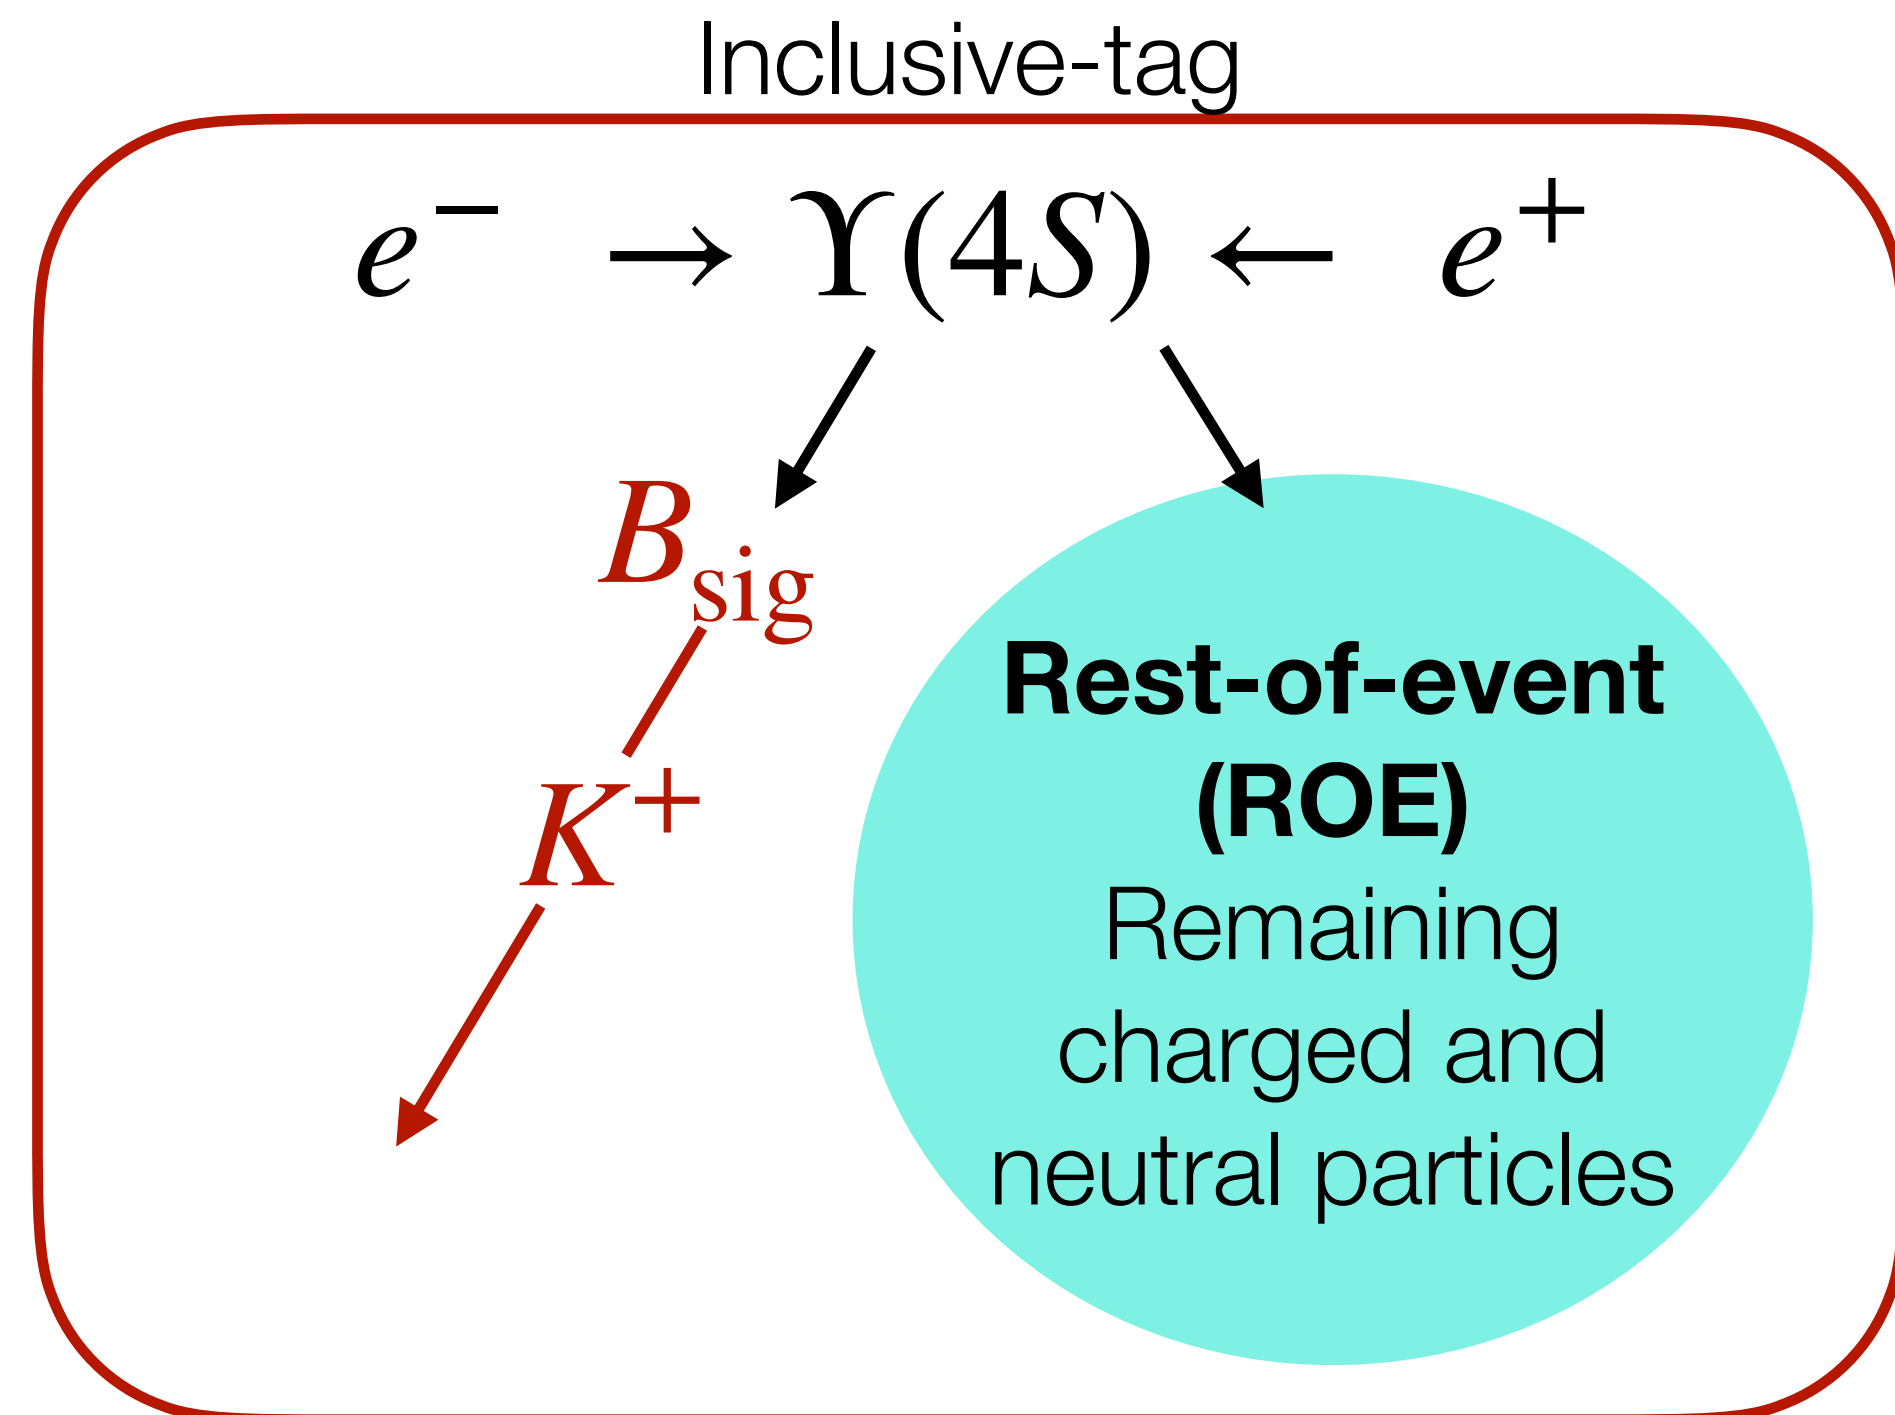 Inclusive-tag
e⁻ → ϒ(4S) ← e⁺
B_sig
K⁺
Rest-of-event
(ROE)
Remaining
charged and
neutral particles